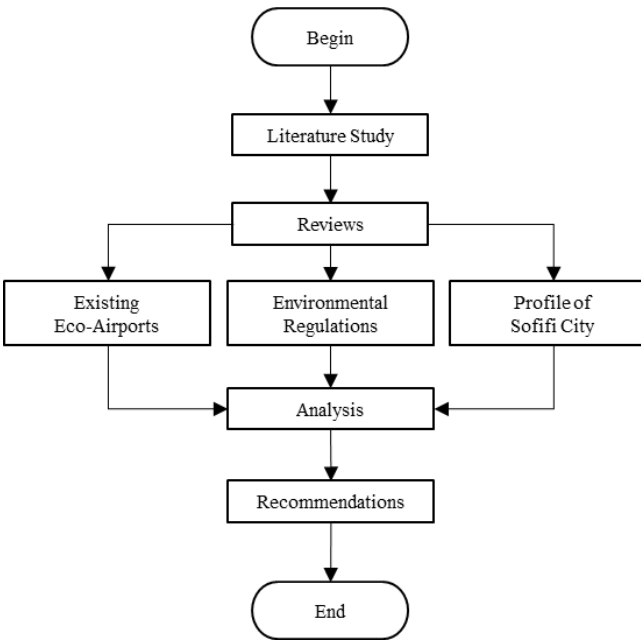 Begin
Literature Study
Reviews
Existing
Eco-Airports
Environmental
Regulations
Profile of
Sofifi City
Analysis
Recommendations
End